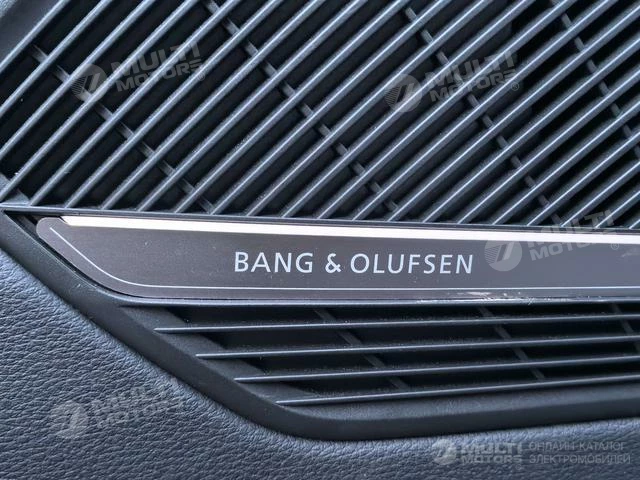 MULTI
MOTORS®
MULTI
MOTORS®
BANG & OLUFSEN
MULTI
MOTORS®
MULTI
MOTORS®
MULTI
MOTORS
ОНЛАЙН-КАТАЛОГ
ЭЛЕКТРОМОБИЛЕЙ